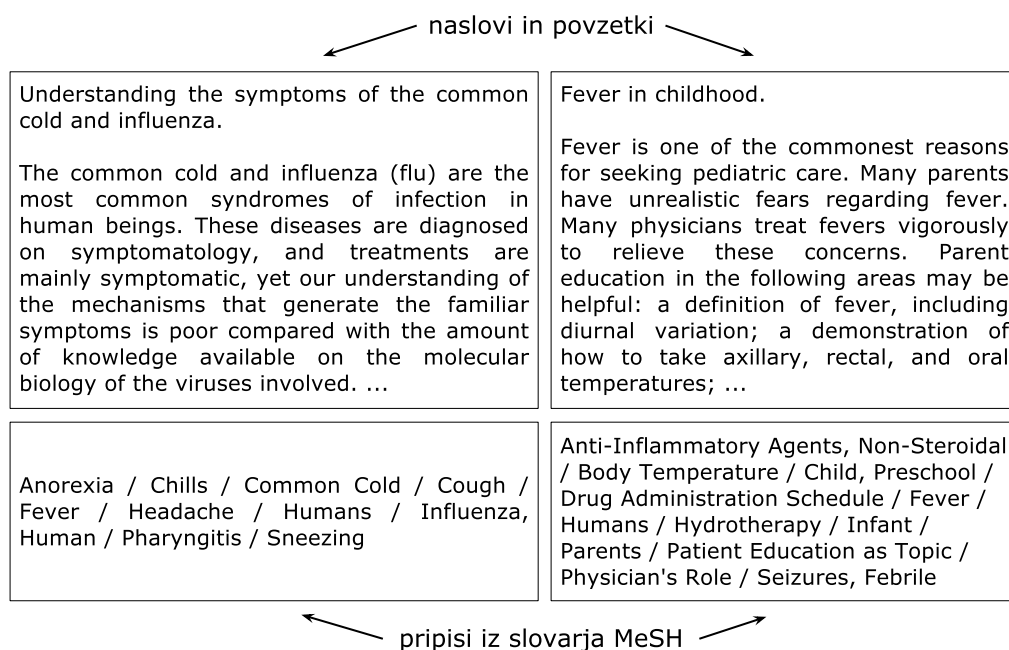 naslovi in povzetki
Understanding the symptoms of the common
cold and influenza.
The common cold and influenza (flu) are the
most common syndromes of infection in
human beings. These diseases are diagnosed
on symptomatology, and treatments are
mainly symptomatic, yet our understanding of
the mechanisms that generate the familiar
symptoms is poor compared with the amount
of knowledge available on the molecular
biology of the viruses involved. ...
Fever in childhood.
Fever is one of the commonest reasons
for seeking pediatric care. Many parents
have unrealistic fears regarding fever.
Many physicians treat fevers vigorously
to relieve these concerns. Parent
education in the following areas may be
helpful: a definition of fever, including
diurnal variation; a demonstration of
how to take axillary, rectal, and oral
temperatures; ...
Anorexia / Chills / Common Cold / Cough /
Fever / Headache / Humans / Influenza,
Human / Pharyngitis / Sneezing
Anti-Inflammatory Agents, Non-Steroidal
/ Body Temperature / Child, Preschool /
Drug Administration Schedule / Fever /
Humans / Hydrotherapy / Infant /
Parents / Patient Education as Topic /
Physician's Role / Seizures, Febrile
pripisi iz slovarja MeSH